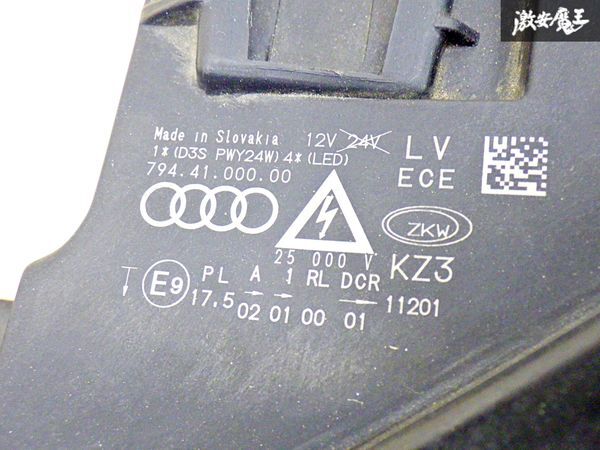 激安魔王
Made in Slovakia 12V 24V LV
1*(D3S PWY24W)4*(LED)
794.41.000.00 ECE
ZKW
25 000 V KZ3
E9 PL A 1 RL DCR
17.5 02 01 00 01 11201